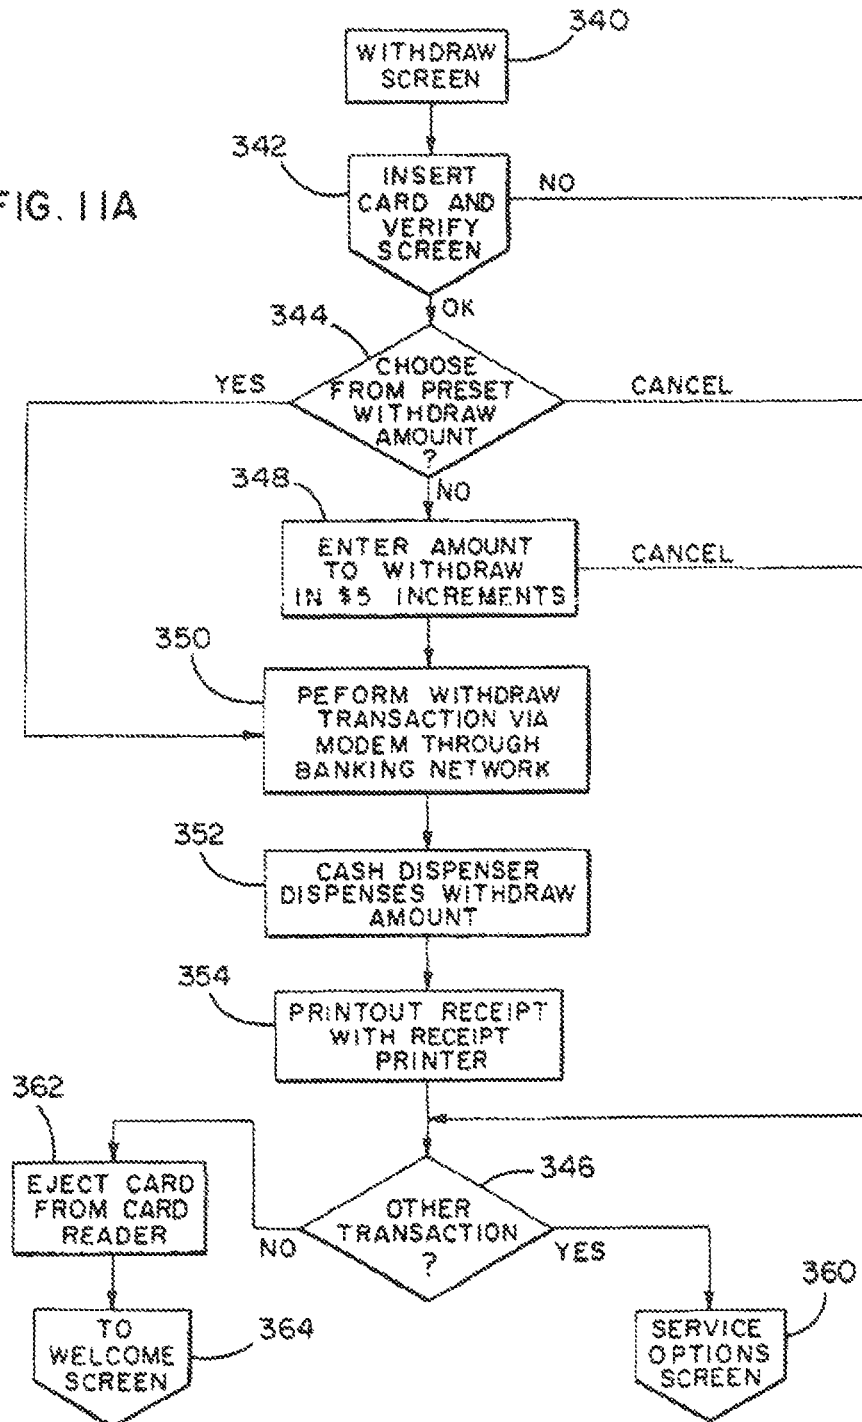 340
WITHDRAW
SCREEN
342
FIG. 11A
INSERT
CARD AND
VERIFY
SCREEN
NO
OK
344
CHOOSE
FROM PRESET
WITHDRAW
AMOUNT
?
YES
CANCEL
NO
348
ENTER AMOUNT
TO WITHDRAW
IN $5 INCREMENTS
CANCEL
350
PEFORM WITHDRAW
TRANSACTION VIA
MODEM THROUGH
BANKING NETWORK
352
CASH DISPENSER
DISPENSES WITHDRAW
AMOUNT
354
PRINTOUT RECEIPT
WITH RECEIPT
PRINTER
362
EJECT CARD
FROM CARD
READER
346
OTHER
TRANSACTION
?
NO
YES
TO
WELCOME
SCREEN
364
360
SERVICE
OPTIONS
SCREEN